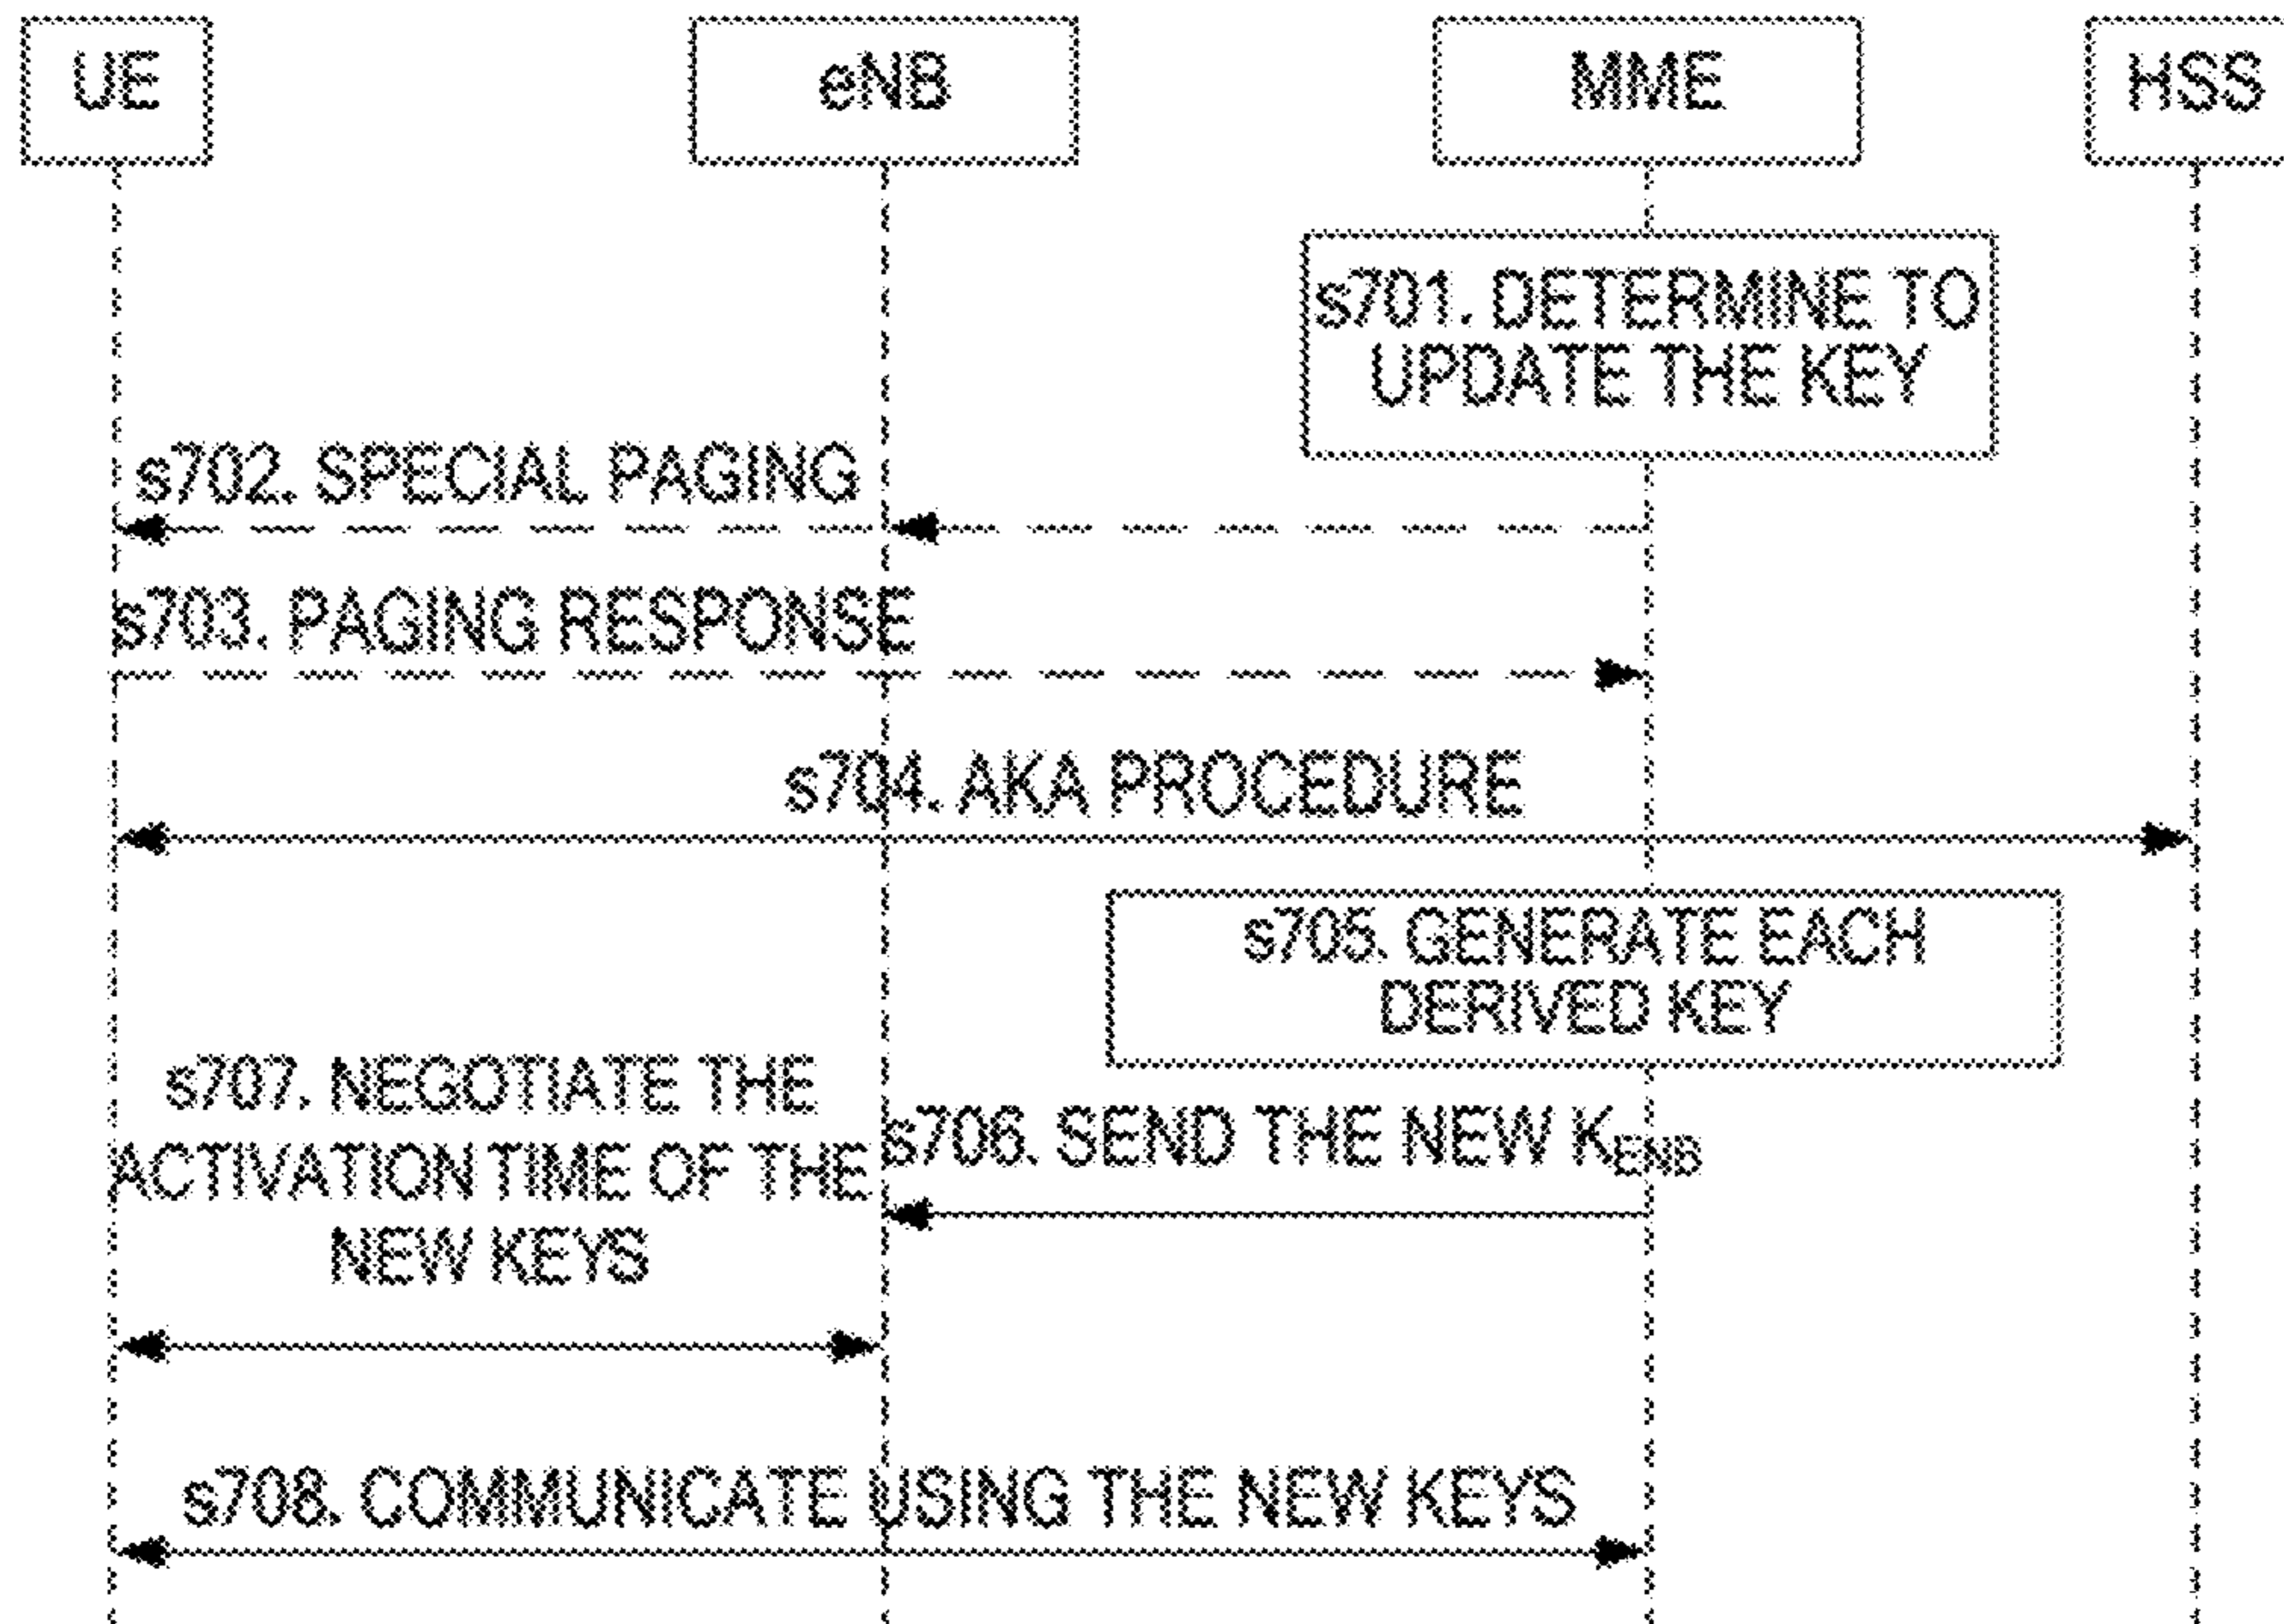 UE
eNB
MME
HSS
s701. DETERMINE TO
UPDATE THE KEY
s702. SPECIAL PAGING
s703. PAGING RESPONSE
s704. AKA PROCEDURE
s705. GENERATE EACH
DERIVED KEY
s707. NEGOTIATE THE
ACTIVATION TIME OF THE
NEW KEYS
s706. SEND THE NEW KENB
s708. COMMUNICATE USING THE NEW KEYS